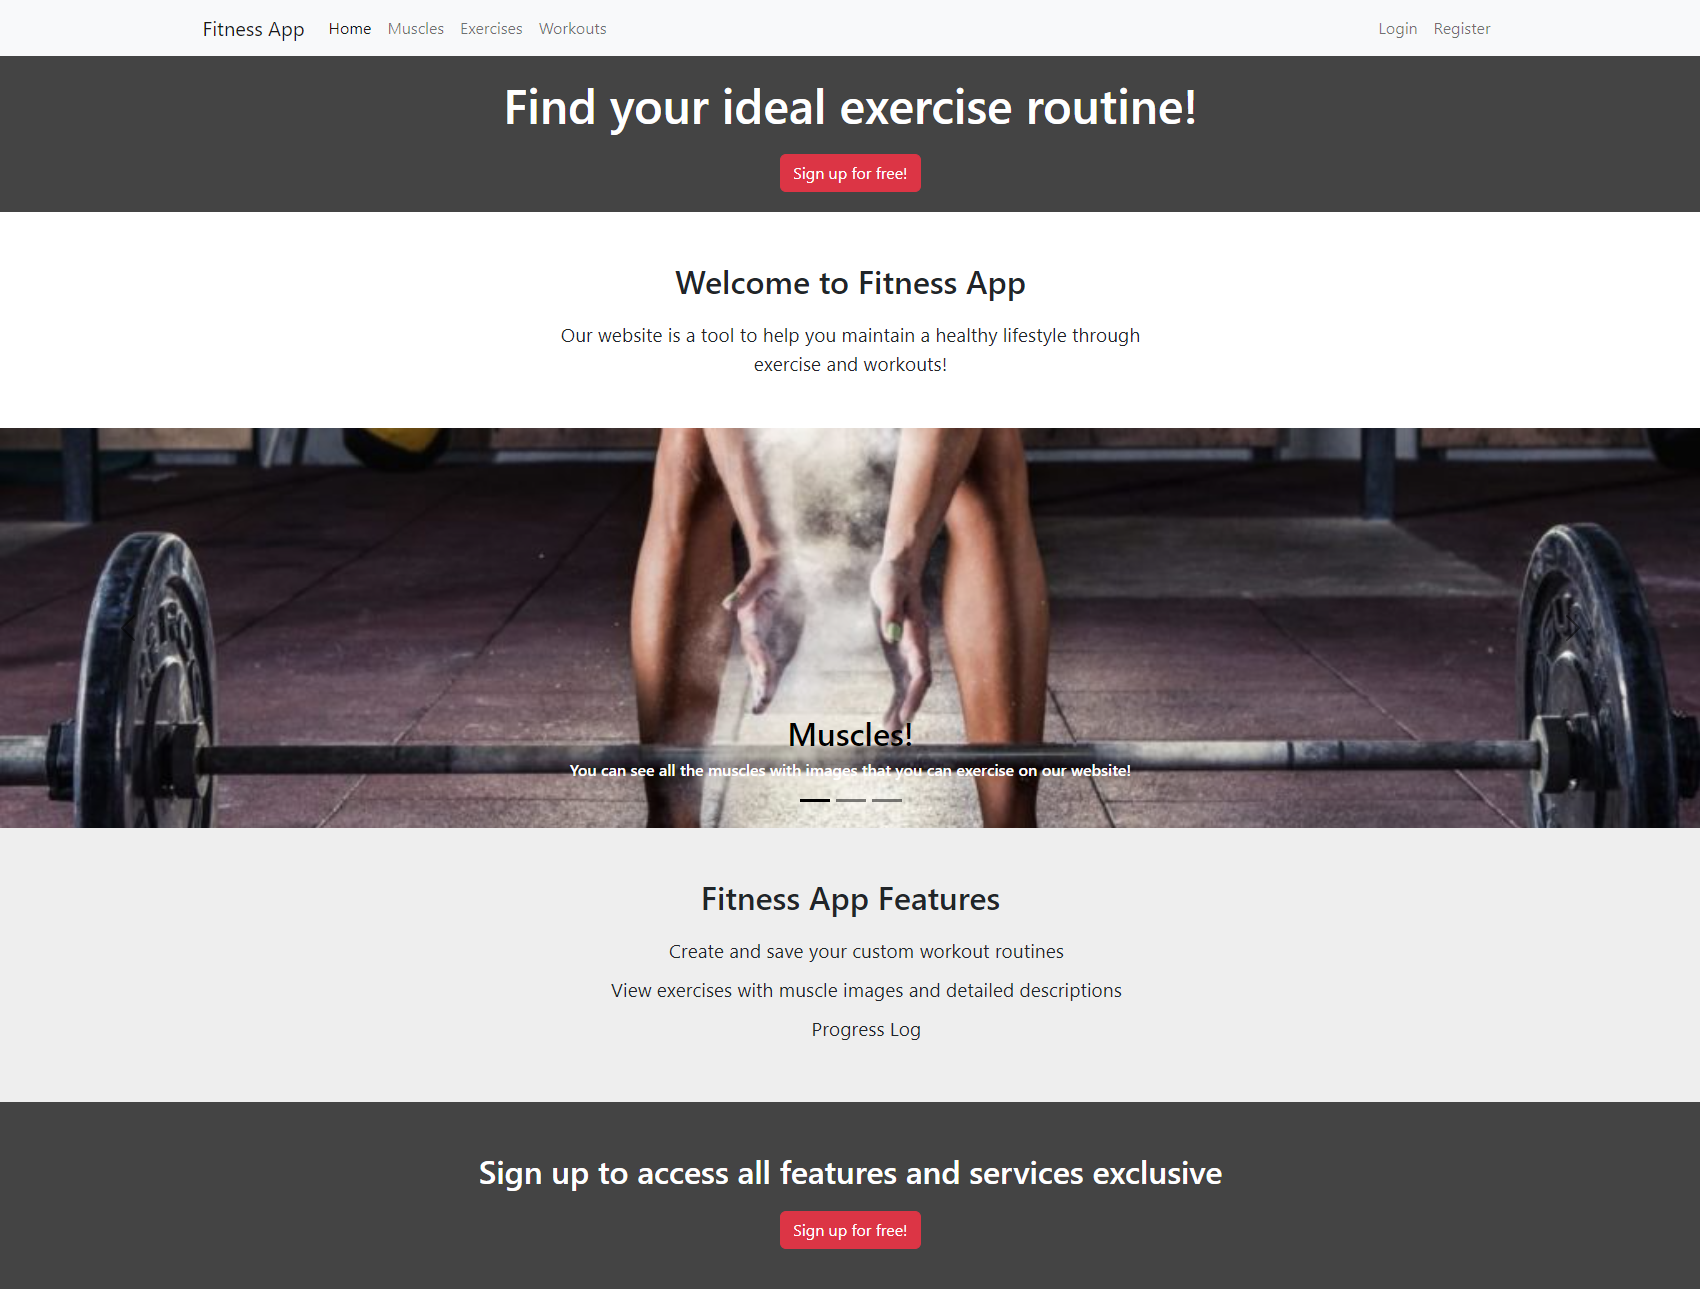 Fitness App Home Muscles Exercises Workouts Login Register
Find your ideal exercise routine!
Sign up for free!
Welcome to Fitness App
Our website is a tool to help you maintain a healthy lifestyle through
exercise and workouts!
Muscles!
You can see all the muscles with images that you can exercise on our website!
Fitness App Features
Create and save your custom workout routines
View exercises with muscle images and detailed descriptions
Progress Log
Sign up to access all features and services exclusive
Sign up for free!